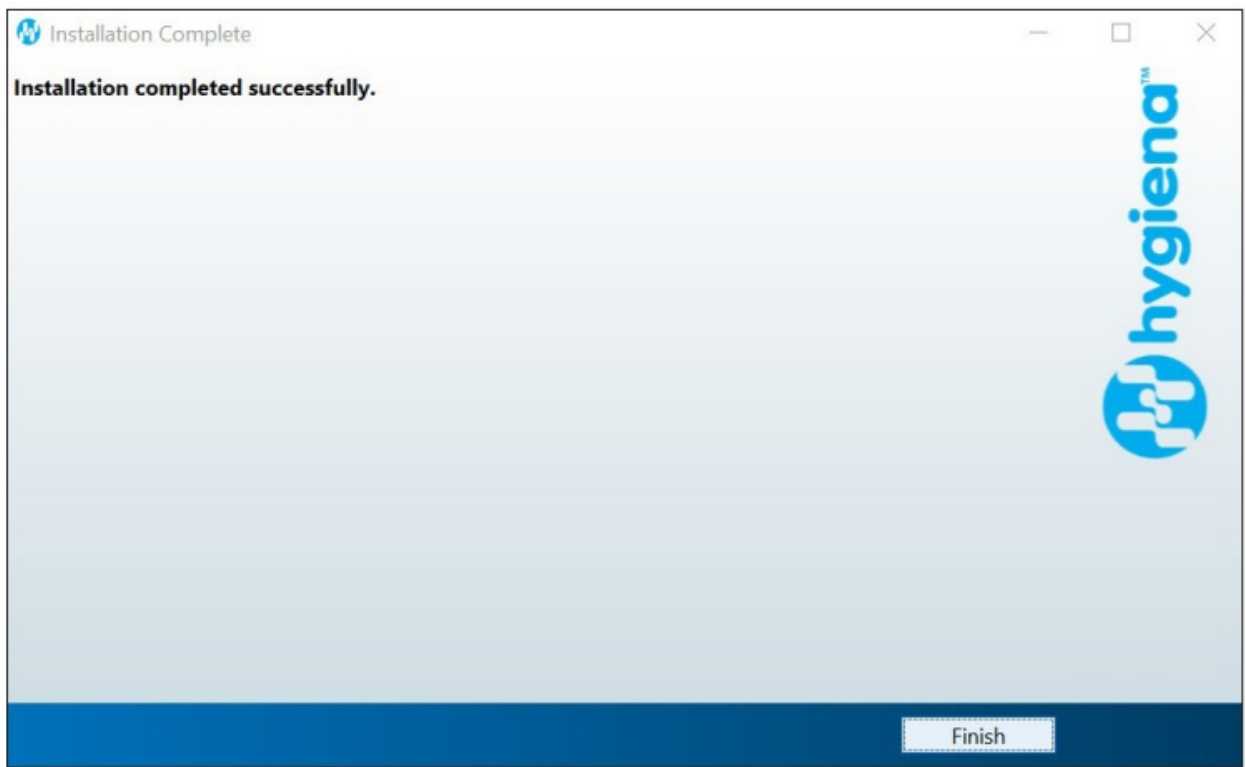 Installation Complete
Installation completed successfully.
hygiena™
Finish